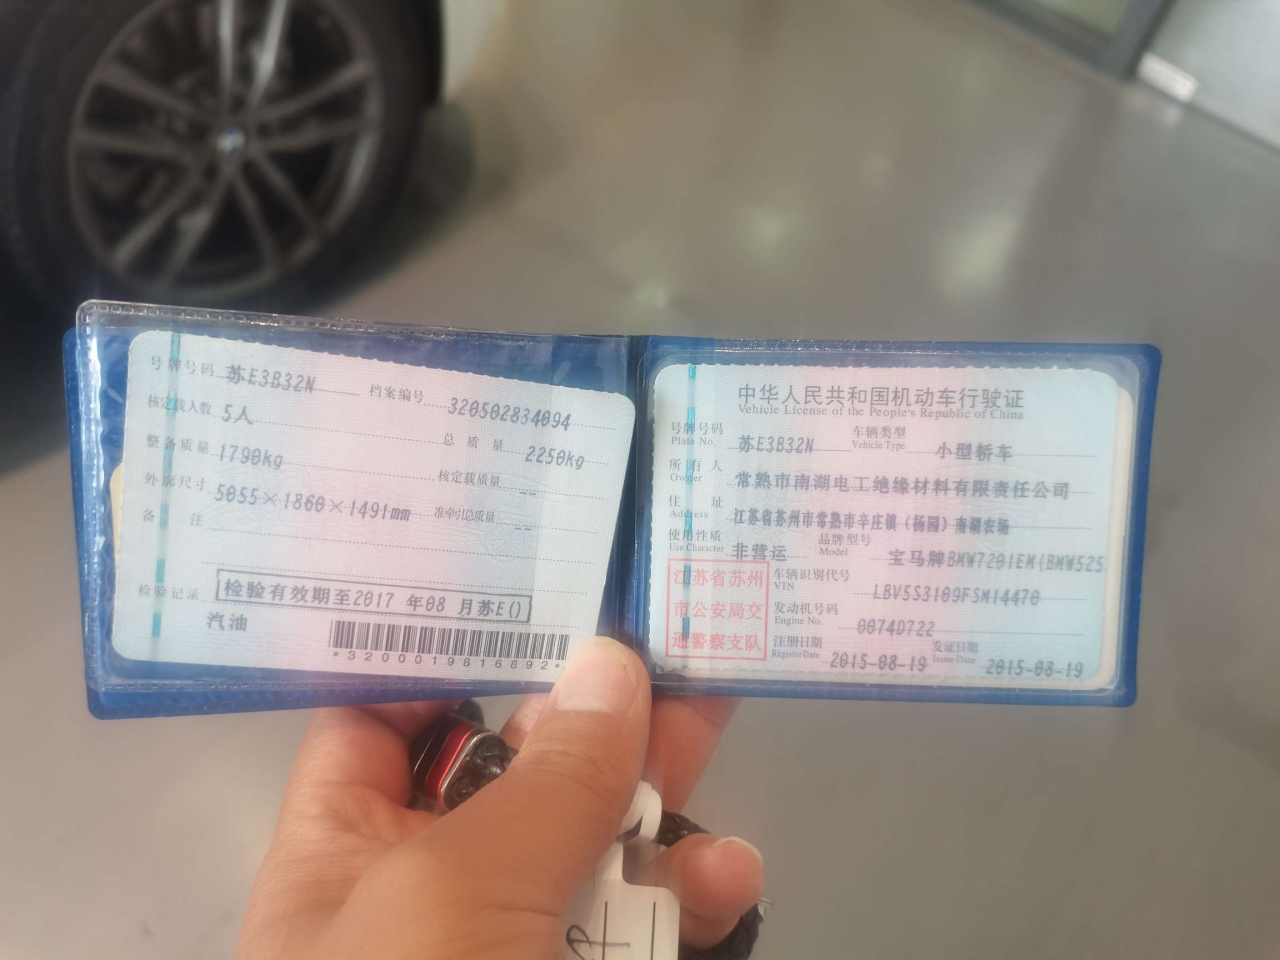 号牌号码 苏E3B32N 档案编号 320502834094
核定载人数 5人 总质量 2250kg
整备质量 1790kg 核定载质量 --
外廓尺寸 5055×1860×1491mm 准牵引总质量 --
备注
检验记录 检验有效期至2017年08月苏E()
汽油
*3200019816892*
中华人民共和国机动车行驶证
Vehicle License of the People's Republic of China
号牌号码 苏E3B32N 车辆类型 小型轿车
Plate No. Vehicle Type
所有人 常熟市南湖电工绝缘材料有限责任公司
Owner
住址 江苏省苏州市常熟市辛庄镇(杨园)南湖农场
Address
使用性质 非营运 品牌型号 宝马牌BMW7201EM(BMW525
Use Character Model
江苏省苏州市公安局交通警察支队
车辆识别代号 LBV5S3109FSM14470
VIN
发动机号码 0074D722
Engine No.
注册日期 2015-08-19 发证日期 2015-08-19
Register Date Issue Date